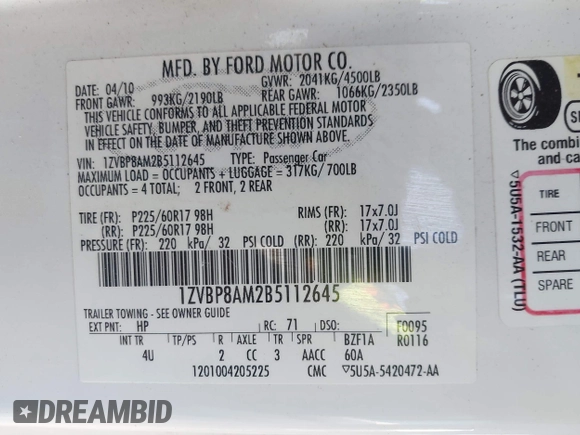 MFD. BY FORD MOTOR CO.
DATE: 04/10 GVWR: 2041KG/4500LB
FRONT GAWR: 993KG/2190LB REAR GAWR: 1066KG/2350LB
THIS VEHICLE CONFORMS TO ALL APPLICABLE FEDERAL MOTOR
VEHICLE SAFETY, BUMPER, AND THEFT PREVENTION STANDARDS
IN EFFECT ON THE DATE OF MANUFACTURE SHOWN ABOVE.
VIN: 1ZVBP8AM2B5112645 TYPE: Passenger Car
MAXIMUM LOAD = OCCUPANTS + LUGGAGE = 317KG/ 700LB
OCCUPANTS = 4 TOTAL; 2 FRONT, 2 REAR
TIRE (F): P225/60R17 98H RIMS (F): 17x7.0J
(RR): P225/60R17 98H (RR): 17x7.0J
PRESSURE (F): 220 kPa/ 32 PSI COLD (RR): 220 kPa/ 32 PSI COLD
1ZVBP8AM2B5112645
TRAILER TOWING - SEE OWNER GUIDE
EXT PNT: HP RC: 71 DSO: F0095
INT TR TP/PS R AXLE TR SPR BZF1A R0116
4U 2 CC 3 AACC 60A
1201004205225 CMC ▽5U5A-5420472-AA
The combin
and ca
▽5U5A-1532-AA (TLU)
TIRE
FRONT
REAR
SPARE
DREAMBID